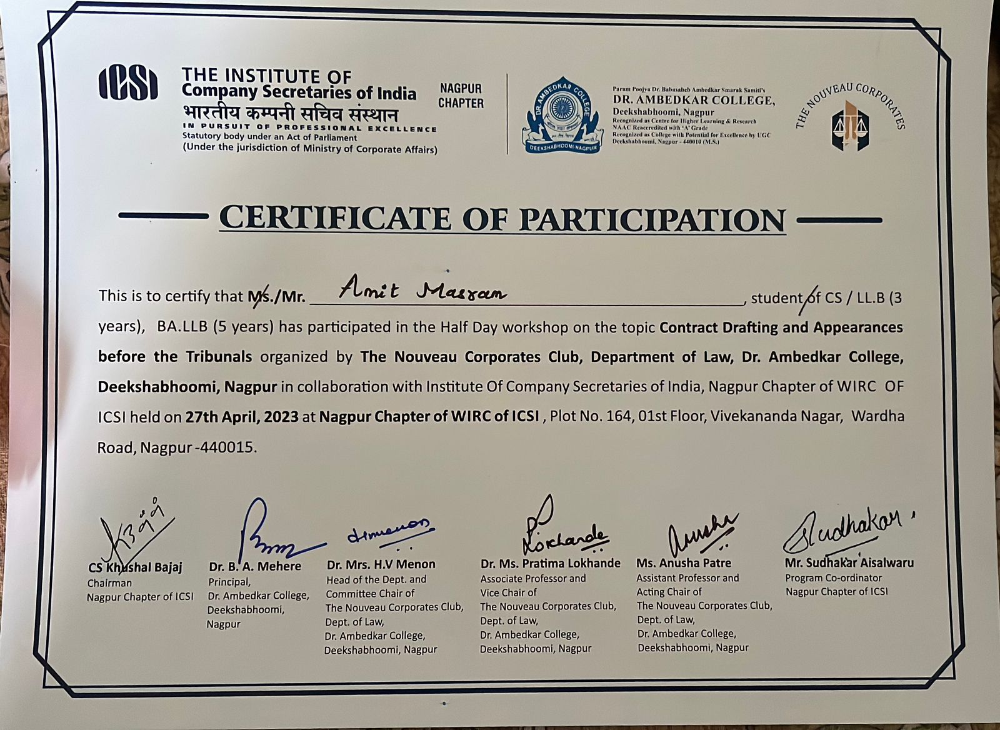 ICSI
THE INSTITUTE OF
Company Secretaries of India
भारतीय कम्पनी सचिव संस्थान
IN PURSUIT OF PROFESSIONAL EXCELLENCE
Statutory body under an Act of Parliament
(Under the jurisdiction of Ministry of Corporate Affairs)
NAGPUR
CHAPTER
DR. AMBEDKAR COLLEGE
DEEKSHABHOOMI NAGPUR
Param Poojya Dr. Babasaheb Ambedkar Smarak Samiti's
DR. AMBEDKAR COLLEGE,
Deekshabhoomi, Nagpur
Recognized as Centre for Higher Learning & Research
NAAC Reaccredited with 'A' Grade
Recognized as College with Potential for Excellence by UGC
Deekshabhoomi, Nagpur - 440010 (M.S.)
THE NOUVEAU CORPORATES
CERTIFICATE OF PARTICIPATION
This is to certify that Ms./Mr. Amit Masram, student of CS / LL.B (3
years), BA.LLB (5 years) has participated in the Half Day workshop on the topic Contract Drafting and Appearances
before the Tribunals organized by The Nouveau Corporates Club, Department of Law, Dr. Ambedkar College,
Deekshabhoomi, Nagpur in collaboration with Institute Of Company Secretaries of India, Nagpur Chapter of WIRC OF
ICSI held on 27th April, 2023 at Nagpur Chapter of WIRC of ICSI , Plot No. 164, 01st Floor, Vivekananda Nagar, Wardha
Road, Nagpur -440015.
CS Khushal Bajaj
Chairman
Nagpur Chapter of ICSI
Dr. B. A. Mehere
Principal,
Dr. Ambedkar College,
Deekshabhoomi,
Nagpur
Hmenon
Dr. Mrs. H.V Menon
Head of the Dept. and
Committee Chair of
The Nouveau Corporates Club,
Dept. of Law,
Dr. Ambedkar College,
Deekshabhoomi, Nagpur
Lokhande
Dr. Ms. Pratima Lokhande
Associate Professor and
Vice Chair of
The Nouveau Corporates Club,
Dept. of Law,
Dr. Ambedkar College,
Deekshabhoomi, Nagpur
Anusha
Ms. Anusha Patre
Assistant Professor and
Acting Chair of
The Nouveau Corporates Club,
Dept. of Law,
Dr. Ambedkar College,
Deekshabhoomi, Nagpur
Sudhakar
Mr. Sudhakar Aisalwaru
Program Co-ordinator
Nagpur Chapter of ICSI